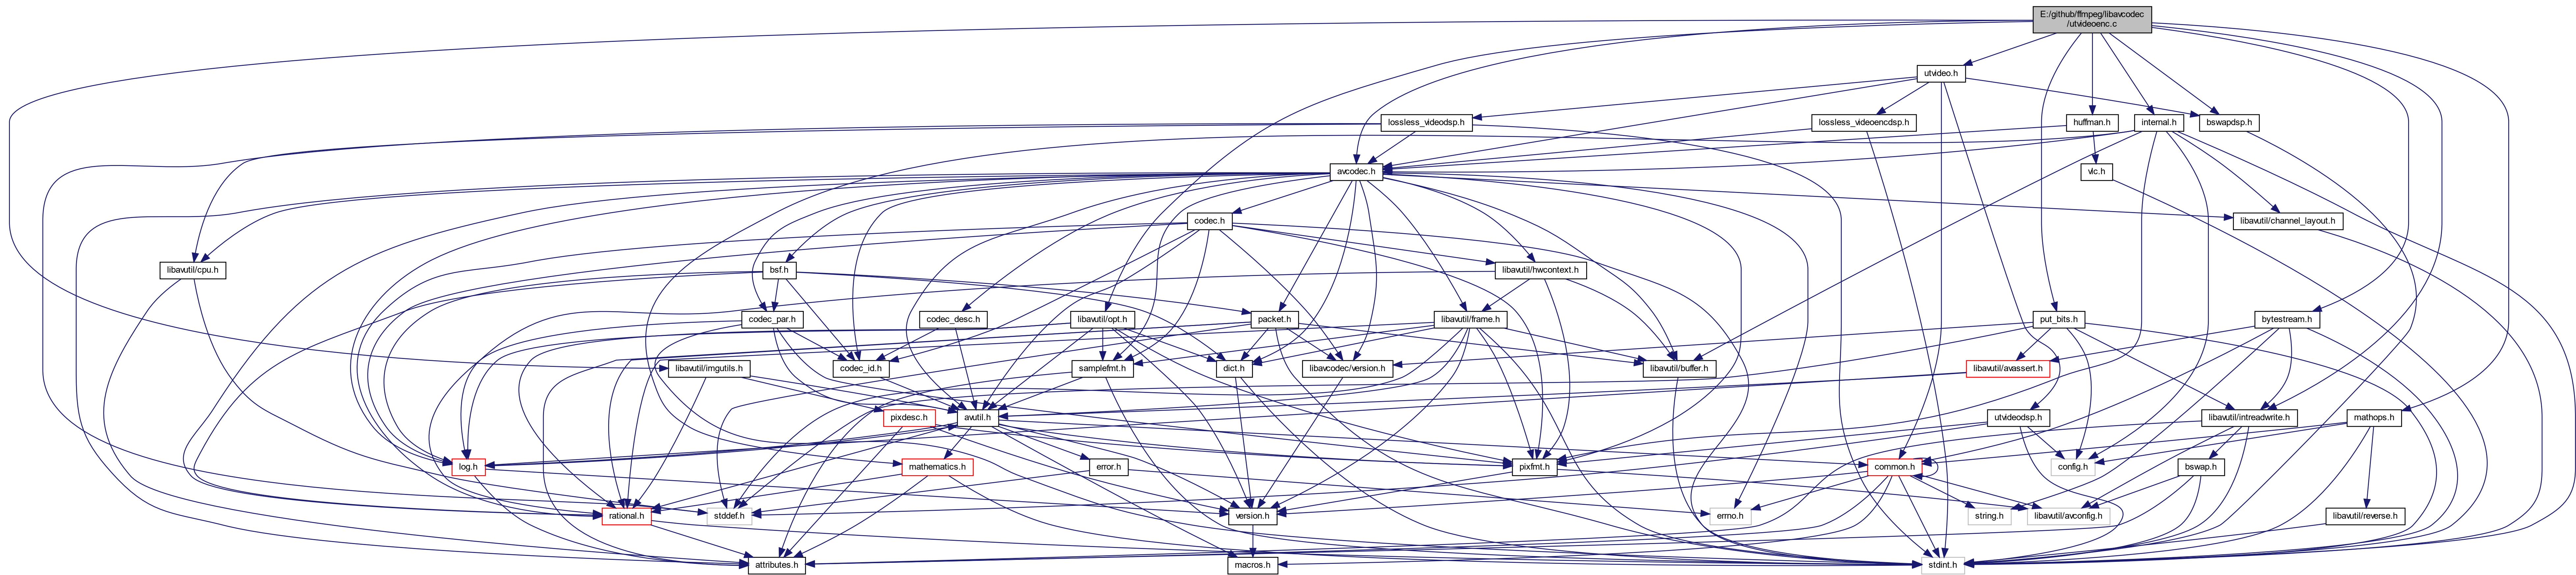 E:/github/ffmpeg/libavcodec
/utvideoenc.c
utvideo.h
lossless_videodsp.h
lossless_videoencdsp.h
huffman.h
internal.h
bswapdsp.h
avcodec.h
vlc.h
codec.h
libavutil/channel_layout.h
libavutil/cpu.h
bsf.h
libavutil/hwcontext.h
codec_par.h
codec_desc.h
libavutil/opt.h
packet.h
libavutil/frame.h
put_bits.h
bytestream.h
libavutil/imgutils.h
codec_id.h
samplefmt.h
dict.h
libavcodec/version.h
libavutil/buffer.h
libavutil/avassert.h
pixdesc.h
avutil.h
utvideodsp.h
libavutil/intreadwrite.h
mathops.h
log.h
mathematics.h
error.h
pixfmt.h
common.h
config.h
bswap.h
rational.h
stddef.h
version.h
errno.h
string.h
libavutil/avconfig.h
libavutil/reverse.h
attributes.h
macros.h
stdint.h